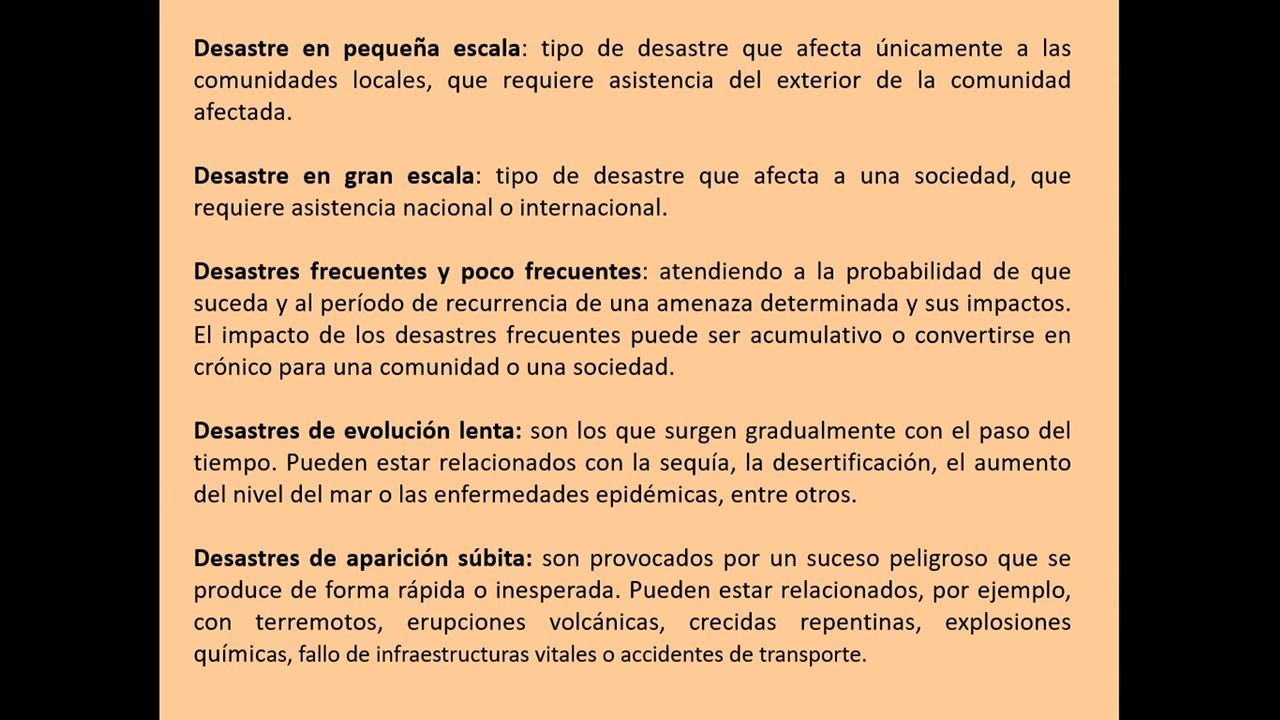 Desastre en pequeña escala: tipo de desastre que afecta únicamente a las
comunidades locales, que requiere asistencia del exterior de la comunidad
afectada.
Desastre en gran escala: tipo de desastre que afecta a una sociedad, que
requiere asistencia nacional o internacional.
Desastres frecuentes y poco frecuentes: atendiendo a la probabilidad de que
suceda y al período de recurrencia de una amenaza determinada y sus impactos.
El impacto de los desastres frecuentes puede ser acumulativo o convertirse en
crónico para una comunidad o una sociedad.
Desastres de evolución lenta: son los que surgen gradualmente con el paso del
tiempo. Pueden estar relacionados con la sequía, la desertificación, el aumento
del nivel del mar o las enfermedades epidémicas, entre otros.
Desastres de aparición súbita: son provocados por un suceso peligroso que se
produce de forma rápida o inesperada. Pueden estar relacionados, por ejemplo,
con terremotos, erupciones volcánicas, crecidas repentinas, explosiones
químicas, fallo de infraestructuras vitales o accidentes de transporte.